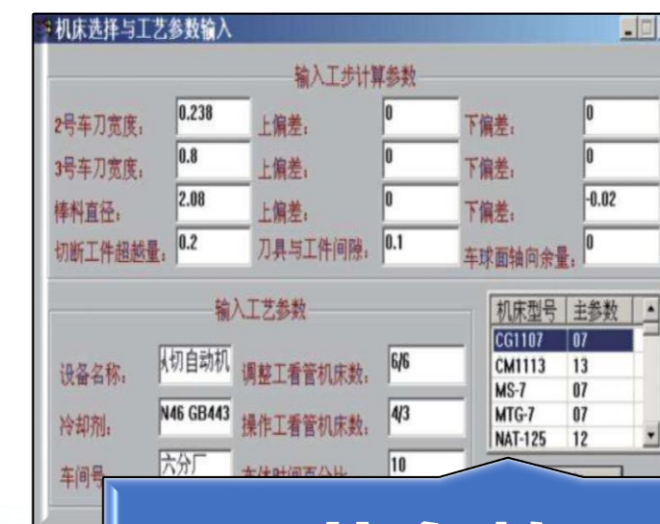 机床选择与工艺参数输入
输入工步计算参数
2号车刀宽度: 0.238 上偏差: 0 下偏差: 0
3号车刀宽度: 0.8 上偏差: 0 下偏差: 0
棒料直径: 2.08 上偏差: 0 下偏差: -0.02
切断工件超越量: 0.2 刀具与工件间隙: 0.1 车球面轴向余量: 0
输入工艺参数
机床型号 主参数
CG1107 07
CM1113 13
MS-7 07
MTG-7 07
NAT-125 12
设备名称: 切自动机 调整工看管机床数: 6/6
冷却剂: N46 GB443 操作工看管机床数: 4/3
车间号 六分厂 10